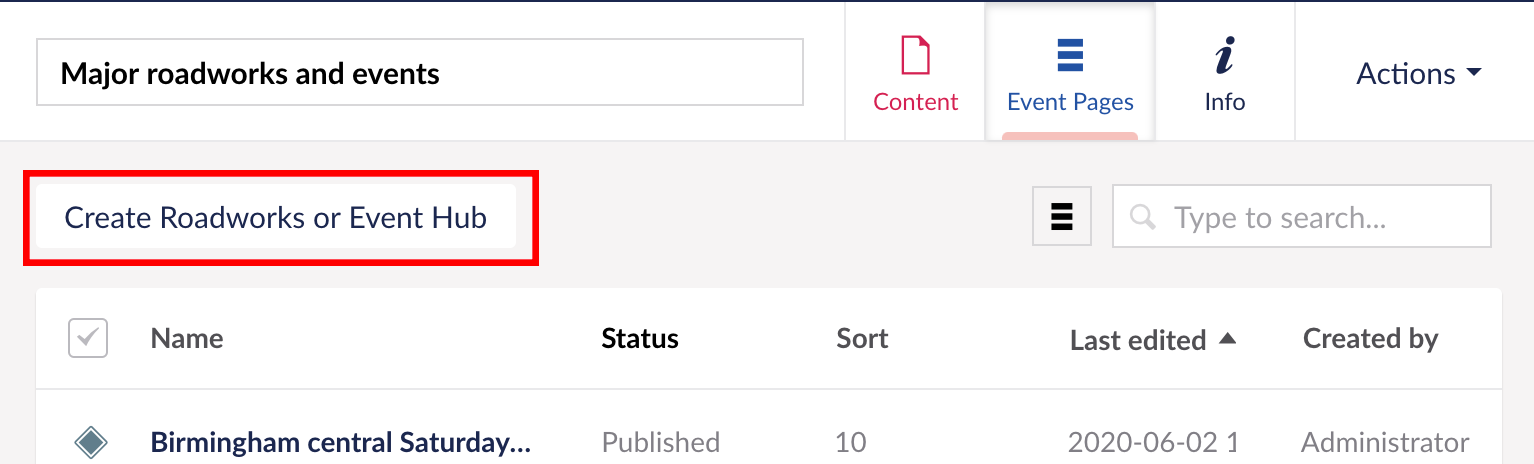 Major roadworks and events
Content
Event Pages
Info
Actions
Create Roadworks or Event Hub
Type to search...
Name Status Sort Last edited Created by
Birmingham central Saturday... Published 10 2020-06-02 1 Administrator